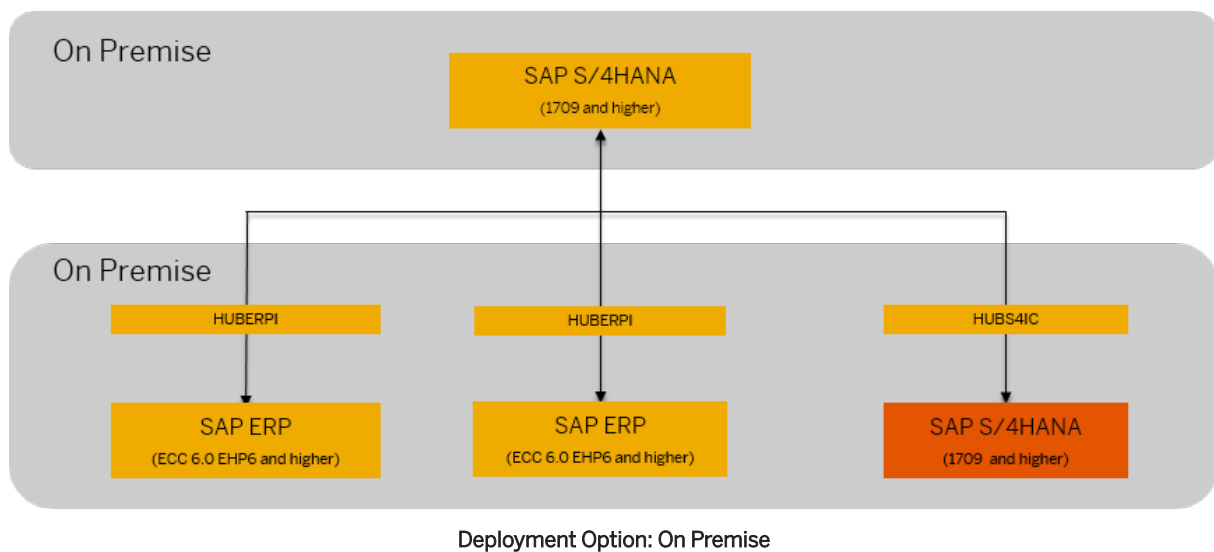 On Premise
SAP S/4HANA
(1709 and higher)
On Premise
HUBERPI
HUBERPI
HUBS4IC
SAP ERP
(ECC 6.0 EHP6 and higher)
SAP ERP
(ECC 6.0 EHP6 and higher)
SAP S/4HANA
(1709 and higher)
Deployment Option: On Premise